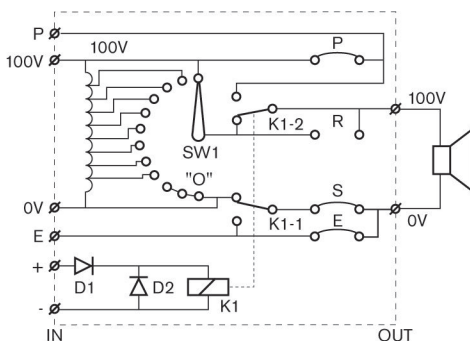 P
100V 100V P
100V
K1-2 R
SW1
"O" S
0V
K1-1 E 0V
E
+
D1 D2 K1
-
IN OUT